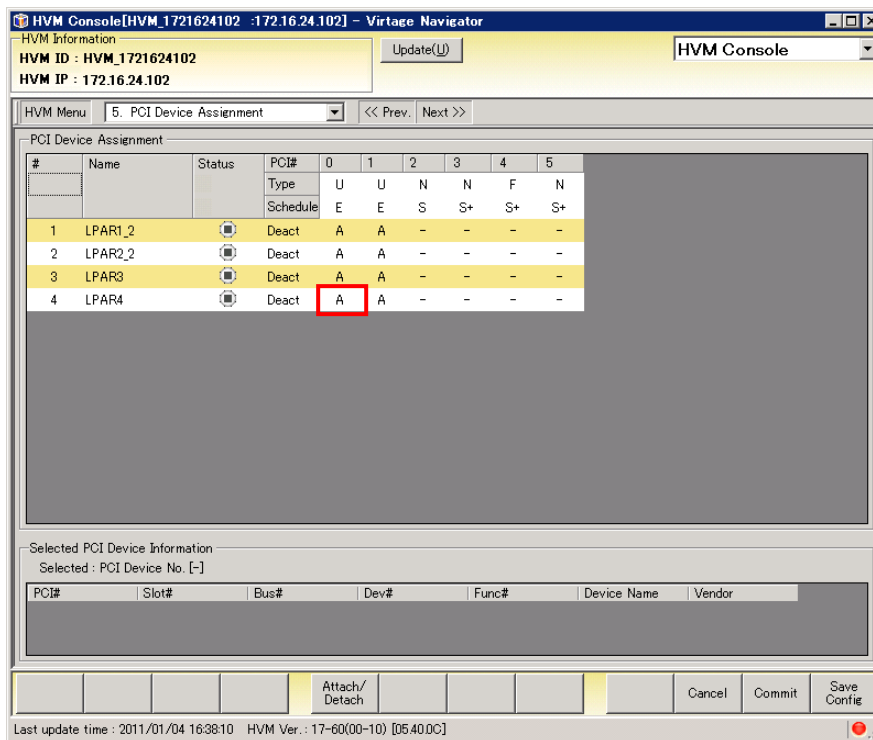 HVM Console[HVM_1721624102 :172.16.24.102] - Virtage Navigator
HVM Information
HVM ID : HVM_1721624102
HVM IP : 172.16.24.102
Update(U)
HVM Console
HVM Menu 5. PCI Device Assignment << Prev. Next >>
PCI Device Assignment
# Name Status PCI# 0 1 2 3 4 5
Type U U N N F N
Schedule E E S S+ S+ S+
1 LPAR1_2 Deact A A - - - -
2 LPAR2_2 Deact A A - - - -
3 LPAR3 Deact A A - - - -
4 LPAR4 Deact A A - - - -
Selected PCI Device Information
Selected : PCI Device No. [-]
PCI# Slot# Bus# Dev# Func# Device Name Vendor
Attach/
Detach
Cancel Commit Save
Config
Last update time : 2011/01/04 16:38:10 HVM Ver. : 17-60(00-10) [05.40.0C]